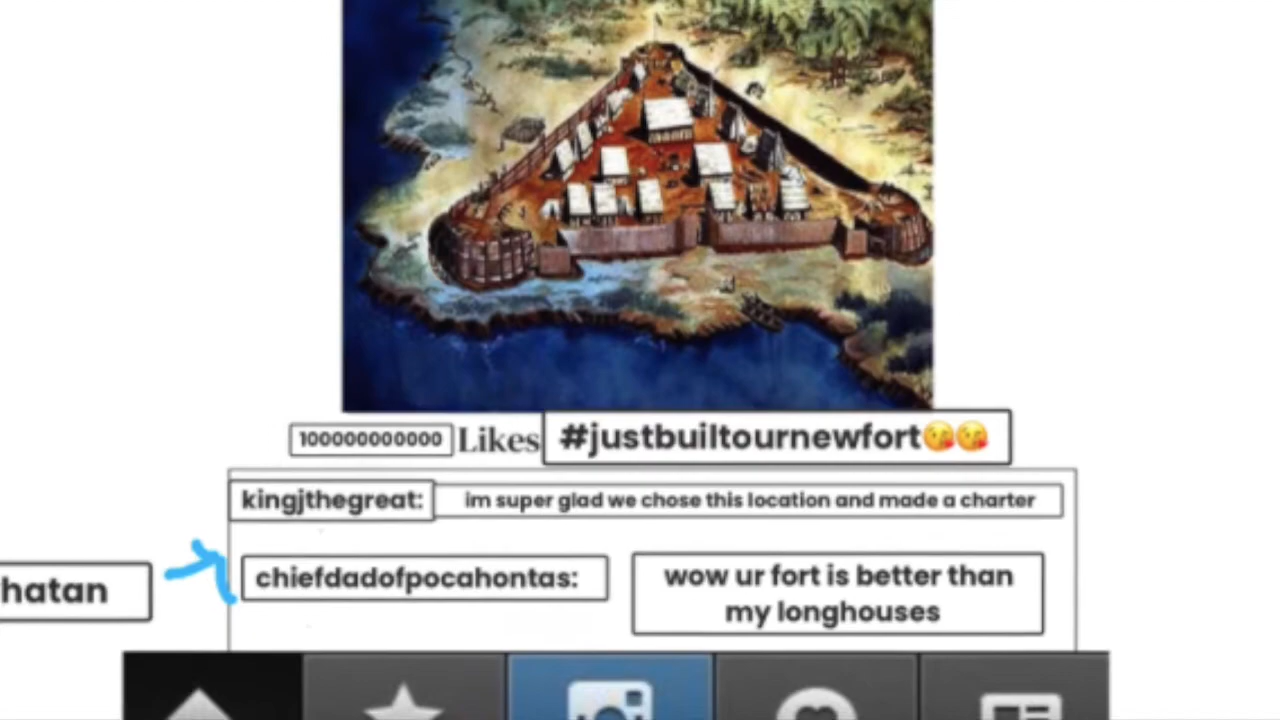 100000000000 Likes #justbuiltournewfort😘😘
kingjthegreat: im super glad we chose this location and made a charter
hatan
chiefdadofpocahontas: wow ur fort is better than
my longhouses